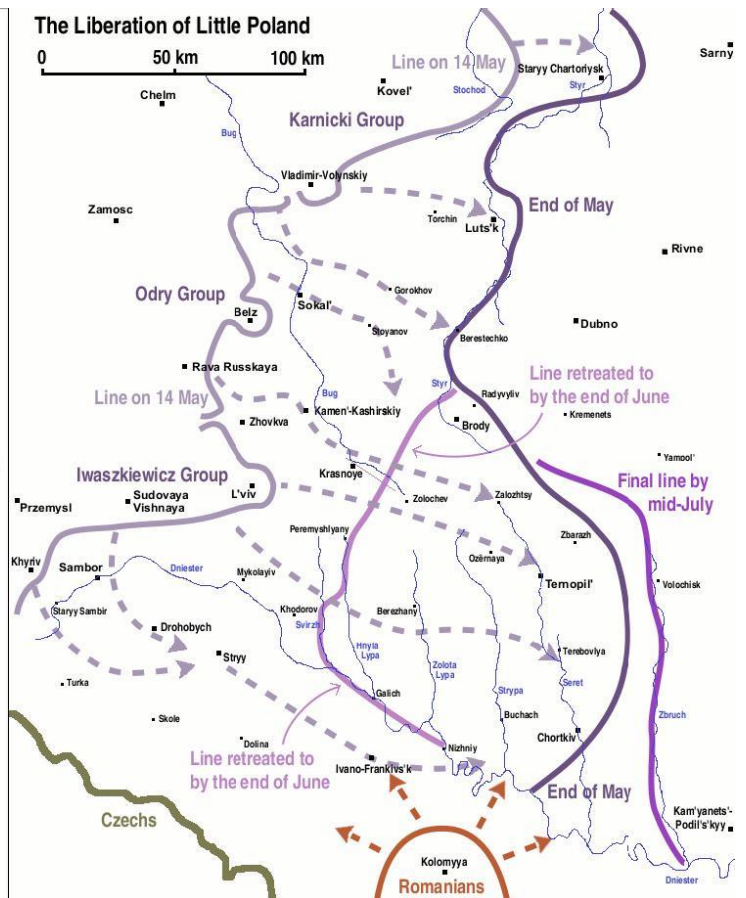 The Liberation of Little Poland
0 50 km 100 km
Line on 14 May
Sarny
Staryy Chartoriysk
Kovel'
Stochod
Styr
Chelm
Karnicki Group
Bug
Vladimir-Volynskiy
Zamosc
Torchin
End of May
Luts'k
Rivne
Odry Group
Gorokhov
Sokal'
Belz
Stoyanov
Dubno
Berestechko
Rava Russkaya
Line retreated to
by the end of June
Styr
Line on 14 May
Bug
Radyvyliv
Kamen'-Kashirskiy
Kremenets
Zhovkva
Brody
Yampol'
Iwaszkiewicz Group
Krasnoye
Final line by
mid-July
L'viv
Sudovaya
Vishnaya
Przemysl
Zolochev
Zalozhtsy
Peremyshlyany
Zbarazh
Khyriv
Sambor
Dniester
Mykolayiv
Ozërnaya
Ternopil'
Volochisk
Staryy Sambir
Khodorov
Berezhany
Svirzh
Drohobych
Hnyla
Lypa
Stryy
Terebovlya
Zolota
Lypa
Turka
Strypa
Seret
Galich
Skole
Buchach
Zbruch
Dolina
Chortkiv
Line retreated to
by the end of June
Nizhniy
Ivano-Frankivs'k
End of May
Kam'yanets'-
Podil's'kyy
Czechs
Kolomyya
Romanians
Dniester